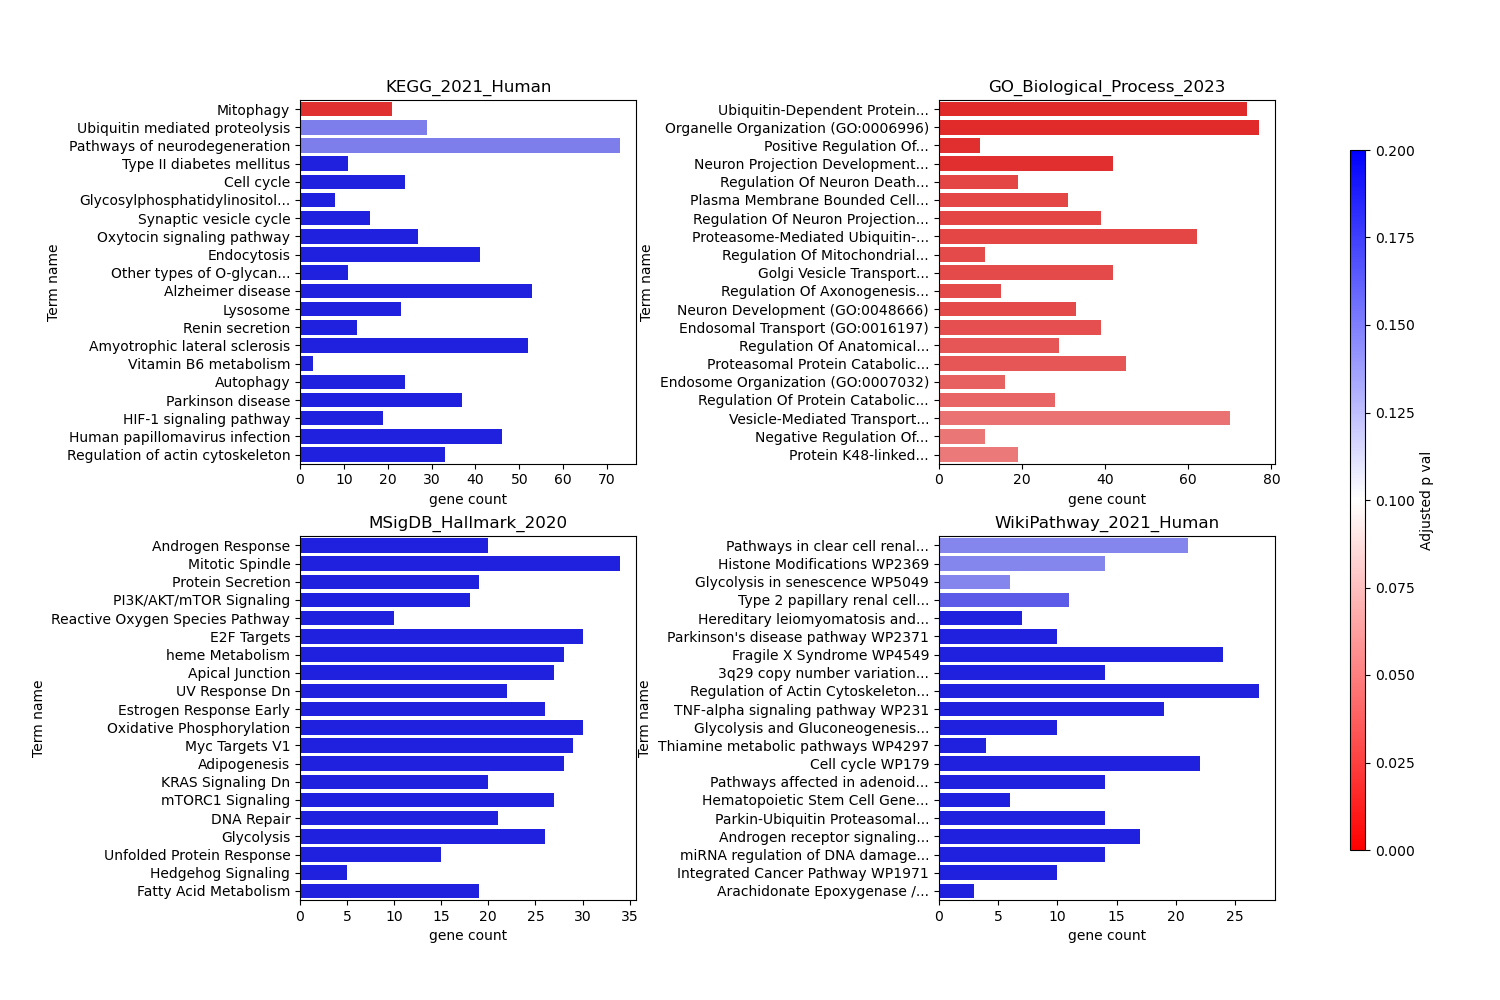 KEGG_2021_Human
Term name
Mitophagy
Ubiquitin mediated proteolysis
Pathways of neurodegeneration
Type II diabetes mellitus
Cell cycle
Glycosylphosphatidylinositol...
Synaptic vesicle cycle
Oxytocin signaling pathway
Endocytosis
Other types of O-glycan...
Alzheimer disease
Lysosome
Renin secretion
Amyotrophic lateral sclerosis
Vitamin B6 metabolism
Autophagy
Parkinson disease
HIF-1 signaling pathway
Human papillomavirus infection
Regulation of actin cytoskeleton
0 10 20 30 40 50 60 70
gene count
GO_Biological_Process_2023
Term name
Ubiquitin-Dependent Protein...
Organelle Organization (GO:0006996)
Positive Regulation Of...
Neuron Projection Development...
Regulation Of Neuron Death...
Plasma Membrane Bounded Cell...
Regulation Of Neuron Projection...
Proteasome-Mediated Ubiquitin-...
Regulation Of Mitochondrial...
Golgi Vesicle Transport...
Regulation Of Axonogenesis...
Neuron Development (GO:0048666)
Endosomal Transport (GO:0016197)
Regulation Of Anatomical...
Proteasomal Protein Catabolic...
Endosome Organization (GO:0007032)
Regulation Of Protein Catabolic...
Vesicle-Mediated Transport...
Negative Regulation Of...
Protein K48-linked...
0 20 40 60 80
gene count
MSigDB_Hallmark_2020
Term name
Androgen Response
Mitotic Spindle
Protein Secretion
PI3K/AKT/mTOR Signaling
Reactive Oxygen Species Pathway
E2F Targets
heme Metabolism
Apical Junction
UV Response Dn
Estrogen Response Early
Oxidative Phosphorylation
Myc Targets V1
Adipogenesis
KRAS Signaling Dn
mTORC1 Signaling
DNA Repair
Glycolysis
Unfolded Protein Response
Hedgehog Signaling
Fatty Acid Metabolism
0 5 10 15 20 25 30 35
gene count
WikiPathway_2021_Human
Term name
Pathways in clear cell renal...
Histone Modifications WP2369
Glycolysis in senescence WP5049
Type 2 papillary renal cell...
Hereditary leiomyomatosis and...
Parkinson's disease pathway WP2371
Fragile X Syndrome WP4549
3q29 copy number variation...
Regulation of Actin Cytoskeleton...
TNF-alpha signaling pathway WP231
Glycolysis and Gluconeogenesis...
Thiamine metabolic pathways WP4297
Cell cycle WP179
Pathways affected in adenoid...
Hematopoietic Stem Cell Gene...
Parkin-Ubiquitin Proteasomal...
Androgen receptor signaling...
miRNA regulation of DNA damage...
Integrated Cancer Pathway WP1971
Arachidonate Epoxygenase /...
0 5 10 15 20 25
gene count
0.200
0.175
0.150
0.125
0.100
0.075
0.050
0.025
0.000
Adjusted p val